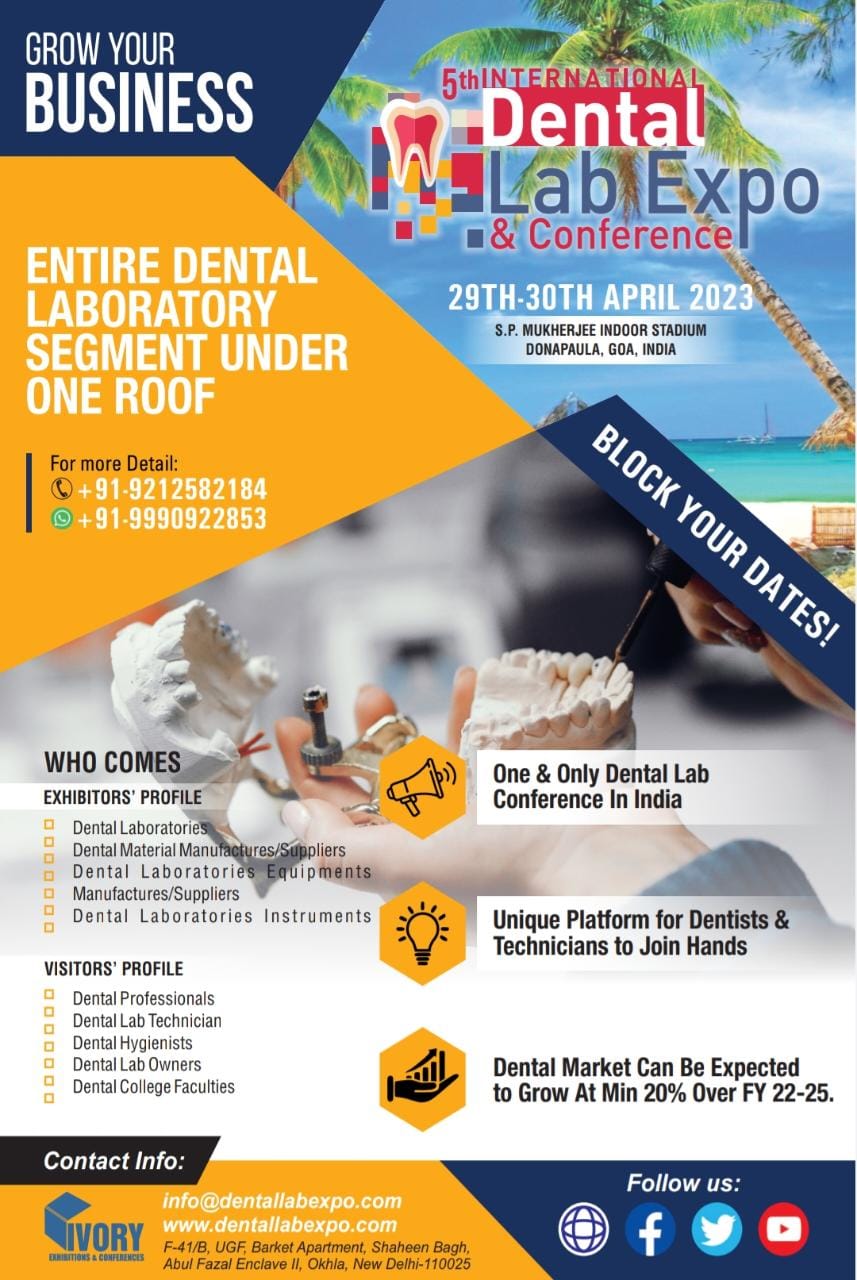 GROW YOUR
BUSINESS
5th INTERNATIONAL
Dental
Lab Expo
& Conference
29TH-30TH APRIL 2023
S.P. MUKHERJEE INDOOR STADIUM
DONAPAULA, GOA, INDIA
ENTIRE DENTAL
LABORATORY
SEGMENT UNDER
ONE ROOF
For more Detail:
+91-9212582184
+91-9990922853
BLOCK YOUR DATES!
WHO COMES
EXHIBITORS' PROFILE
Dental Laboratories
Dental Material Manufactures/Suppliers
Dental Laboratories Equipments
Manufactures/Suppliers
Dental Laboratories Instruments
VISITORS' PROFILE
Dental Professionals
Dental Lab Technician
Dental Hygienists
Dental Lab Owners
Dental College Faculties
One & Only Dental Lab
Conference In India
Unique Platform for Dentists &
Technicians to Join Hands
Dental Market Can Be Expected
to Grow At Min 20% Over FY 22-25.
Contact Info:
IVORY
EXHIBITIONS & CONFERENCES
info@dentallabexpo.com
www.dentallabexpo.com
F-41/B, UGF, Barket Apartment, Shaheen Bagh,
Abul Fazal Enclave II, Okhla, New Delhi-110025
Follow us: